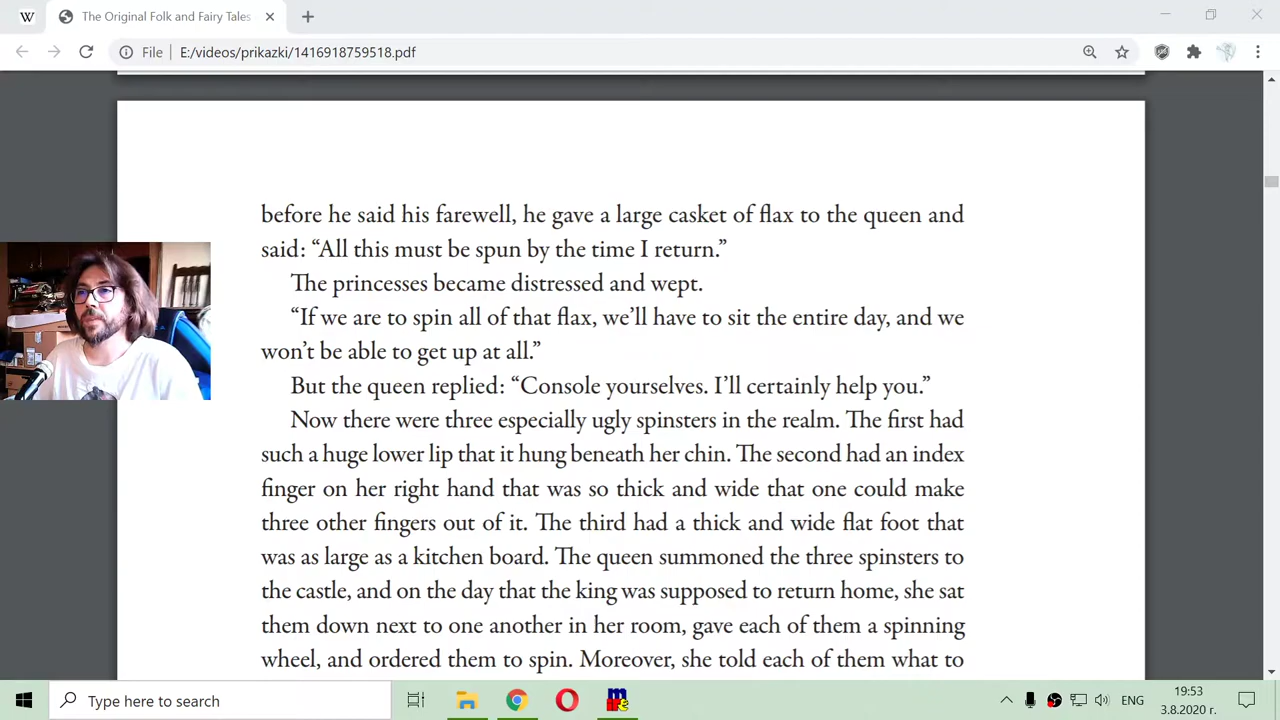 The Original Folk and Fairy Tales
File
E:/videos/prikazki/1416918759518.pdf
before he said his farewell, he gave a large casket of flax to the queen and
said: “All this must be spun by the time I return.”
The princesses became distressed and wept.
“If we are to spin all of that flax, we’ll have to sit the entire day, and we
won’t be able to get up at all.”
But the queen replied: “Console yourselves. I’ll certainly help you.”
Now there were three especially ugly spinsters in the realm. The first had
such a huge lower lip that it hung beneath her chin. The second had an index
finger on her right hand that was so thick and wide that one could make
three other fingers out of it. The third had a thick and wide flat foot that
was as large as a kitchen board. The queen summoned the three spinsters to
the castle, and on the day that the king was supposed to return home, she sat
them down next to one another in her room, gave each of them a spinning
wheel, and ordered them to spin. Moreover, she told each of them what to
Type here to search
ЕНГ
19:53
3.8.2020 г.